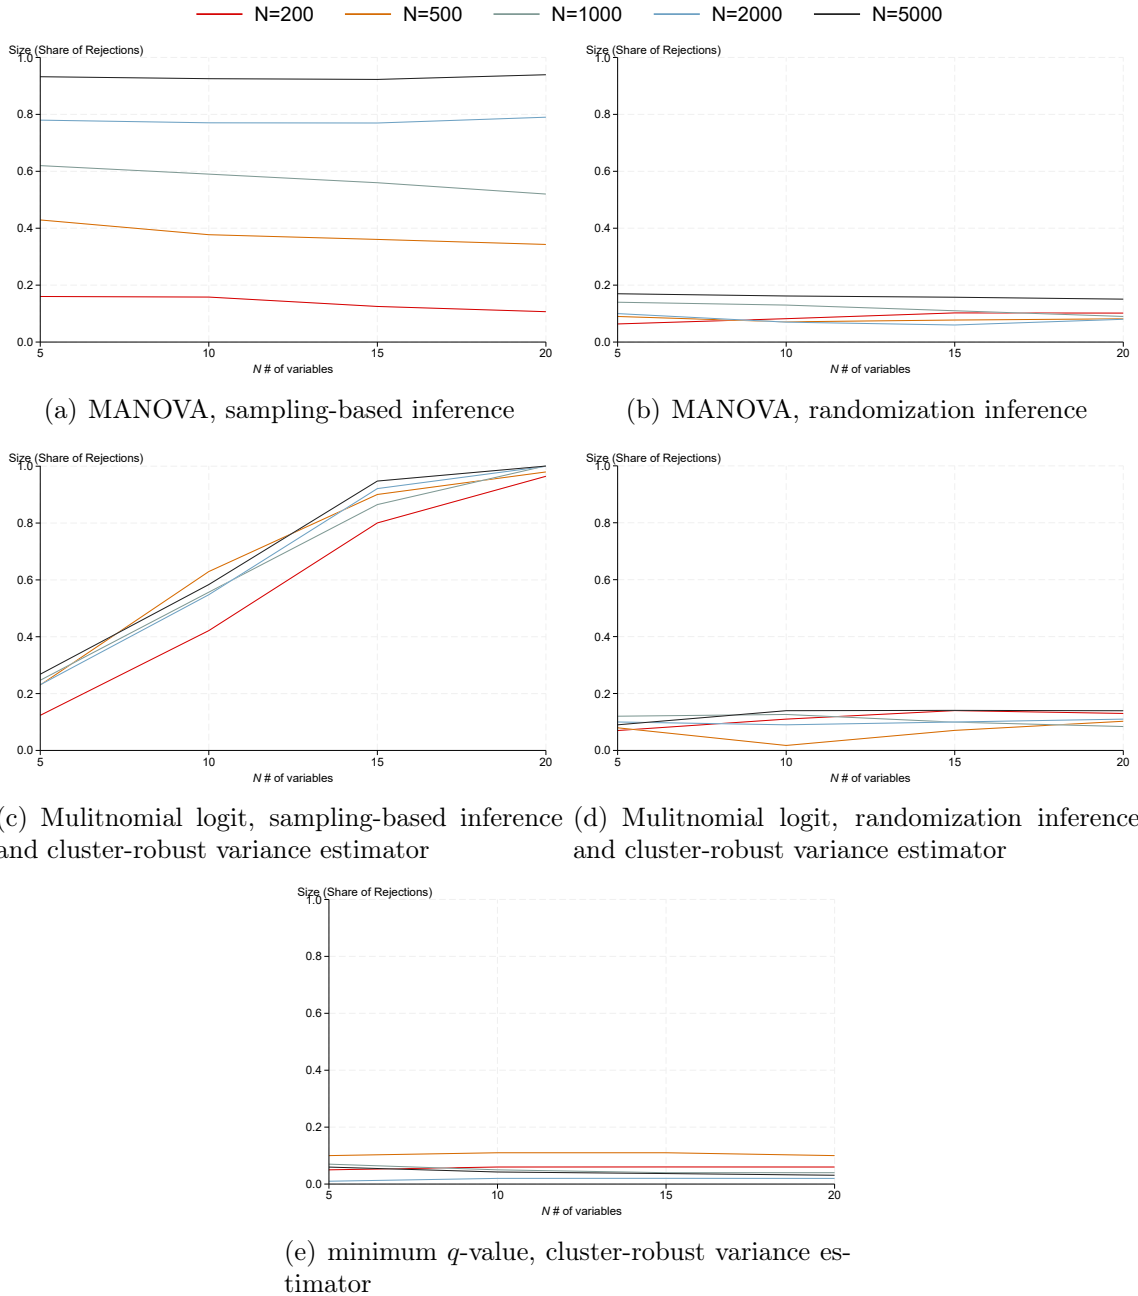 N=200 N=500 N=1000 N=2000 N=5000
Size (Share of Rejections) Size (Share of Rejections)
1.0 1.0
0.8 0.8
0.6 0.6
0.4 0.4
0.2 0.2
0.0 0.0
5 10 15 20 5 10 15 20
N # of variables N # of variables
(a) MANOVA, sampling-based inference (b) MANOVA, randomization inference
Size (Share of Rejections) Size (Share of Rejections)
1.0 1.0
0.8 0.8
0.6 0.6
0.4 0.4
0.2 0.2
0.0 0.0
5 10 15 20 5 10 15 20
N # of variables N # of variables
(c) Mulitnomial logit, sampling-based inference (d) Mulitnomial logit, randomization inference
and cluster-robust variance estimator and cluster-robust variance estimator
Size (Share of Rejections)
1.0
0.8
0.6
0.4
0.2
0.0
5 10 15 20
N # of variables
(e) minimum q-value, cluster-robust variance es-
timator